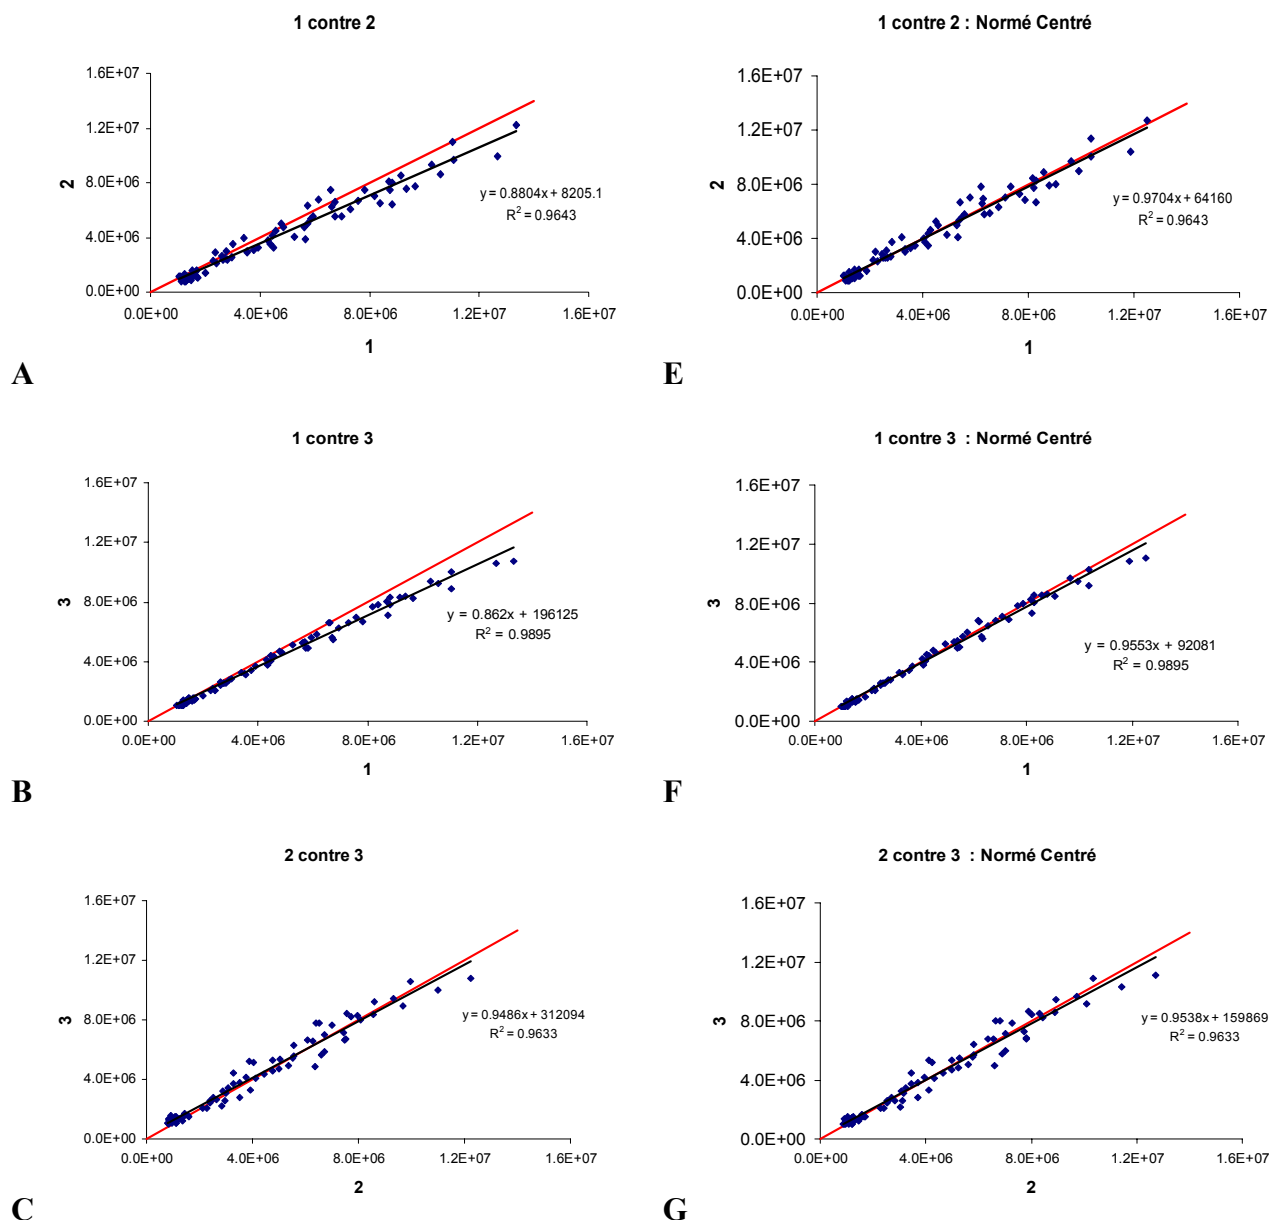 1 contre 2
1.6E+07
1.2E+07
8.0E+06
4.0E+06
0.0E+00
2
y = 0.8804x + 8205.1
R² = 0.9643
0.0E+00 4.0E+06 8.0E+06 1.2E+07 1.6E+07
1
A
1 contre 2 : Normé Centré
1.6E+07
1.2E+07
8.0E+06
4.0E+06
0.0E+00
2
y = 0.9704x + 64160
R² = 0.9643
0.0E+00 4.0E+06 8.0E+06 1.2E+07 1.6E+07
1
E
1 contre 3
1.6E+07
1.2E+07
8.0E+06
4.0E+06
0.0E+00
3
y = 0.862x + 196125
R² = 0.9895
0.0E+00 4.0E+06 8.0E+06 1.2E+07 1.6E+07
1
B
1 contre 3 : Normé Centré
1.6E+07
1.2E+07
8.0E+06
4.0E+06
0.0E+00
3
y = 0.9553x + 92081
R² = 0.9895
0.0E+00 4.0E+06 8.0E+06 1.2E+07 1.6E+07
1
F
2 contre 3
1.6E+07
1.2E+07
8.0E+06
4.0E+06
0.0E+00
3
y = 0.9486x + 312094
R² = 0.9633
0.0E+00 4.0E+06 8.0E+06 1.2E+07 1.6E+07
2
C
2 contre 3 : Normé Centré
1.6E+07
1.2E+07
8.0E+06
4.0E+06
0.0E+00
3
y = 0.9538x + 159869
R² = 0.9633
0.0E+00 4.0E+06 8.0E+06 1.2E+07 1.6E+07
2
G